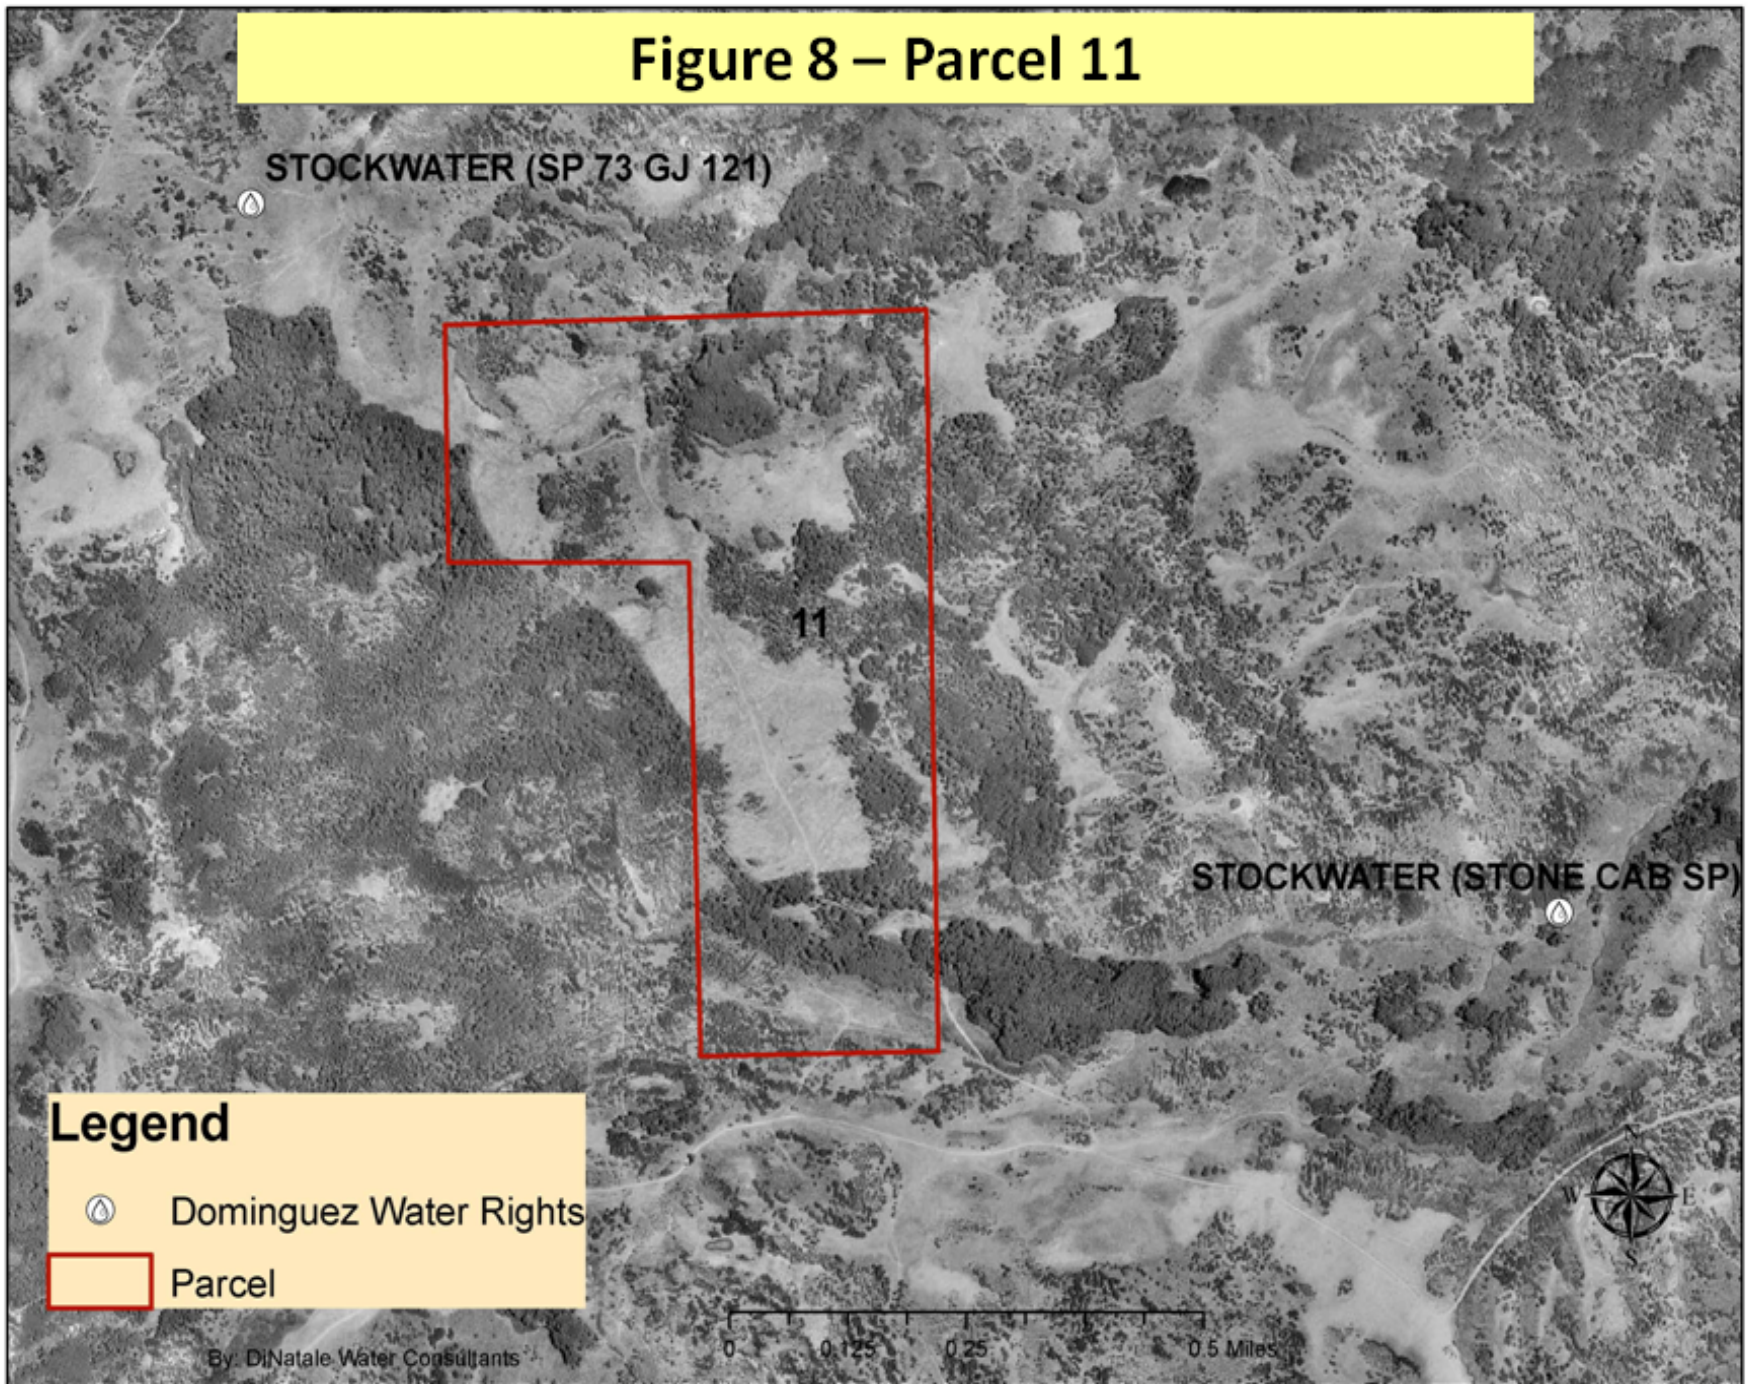 Figure 8 – Parcel 11
STOCKWATER (SP 73 GJ 121)
11
STOCKWATER (STONE CAB SP)
Legend
Dominguez Water Rights
Parcel
N
W E
S
0 0.125 0.25 0.5 Miles
By: DiNatale Water Consultants